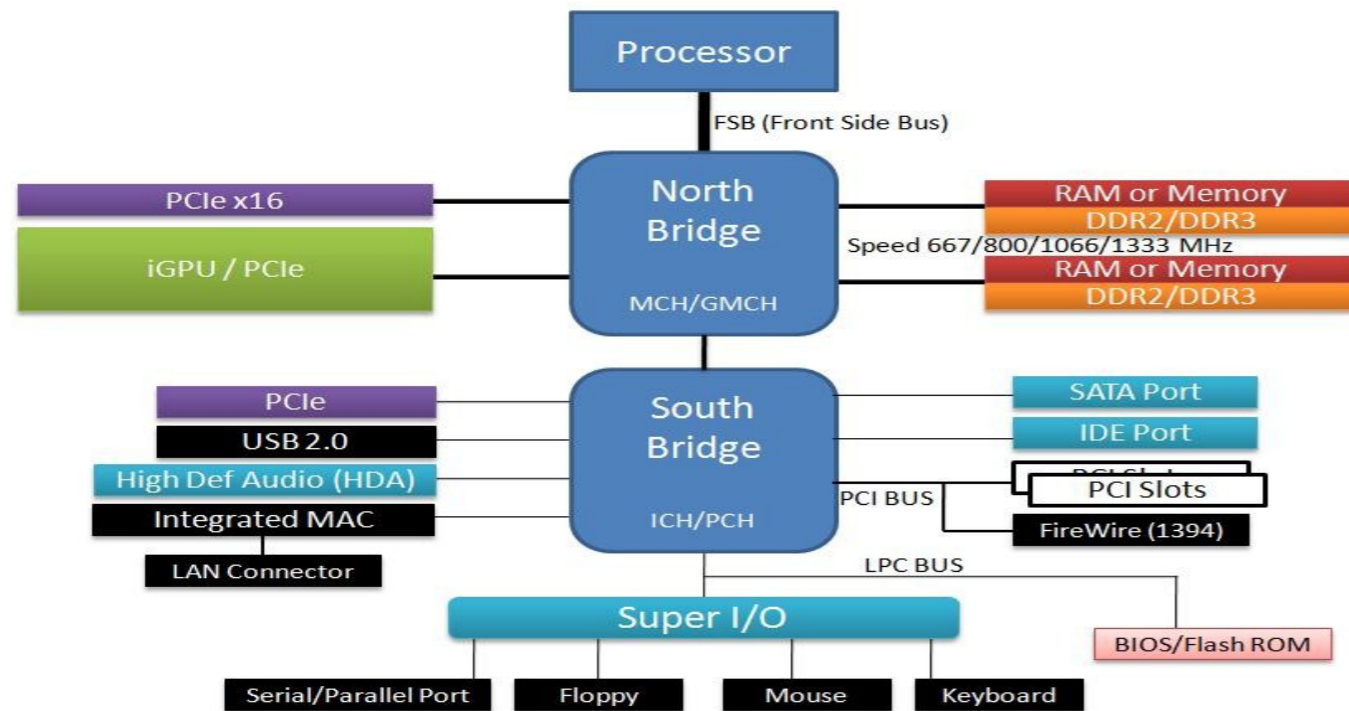 Processor
FSB (Front Side Bus)
North
Bridge
MCH/GMCH
PCIe x16
iGPU / PCIe
RAM or Memory
DDR2/DDR3
Speed 667/800/1066/1333 MHz
RAM or Memory
DDR2/DDR3
South
Bridge
ICH/PCH
PCIe
USB 2.0
High Def Audio (HDA)
Integrated MAC
LAN Connector
SATA Port
IDE Port
PCI BUS
PCI Slots
FireWire (1394)
LPC BUS
Super I/O
BIOS/Flash ROM
Serial/Parallel Port
Floppy
Mouse
Keyboard